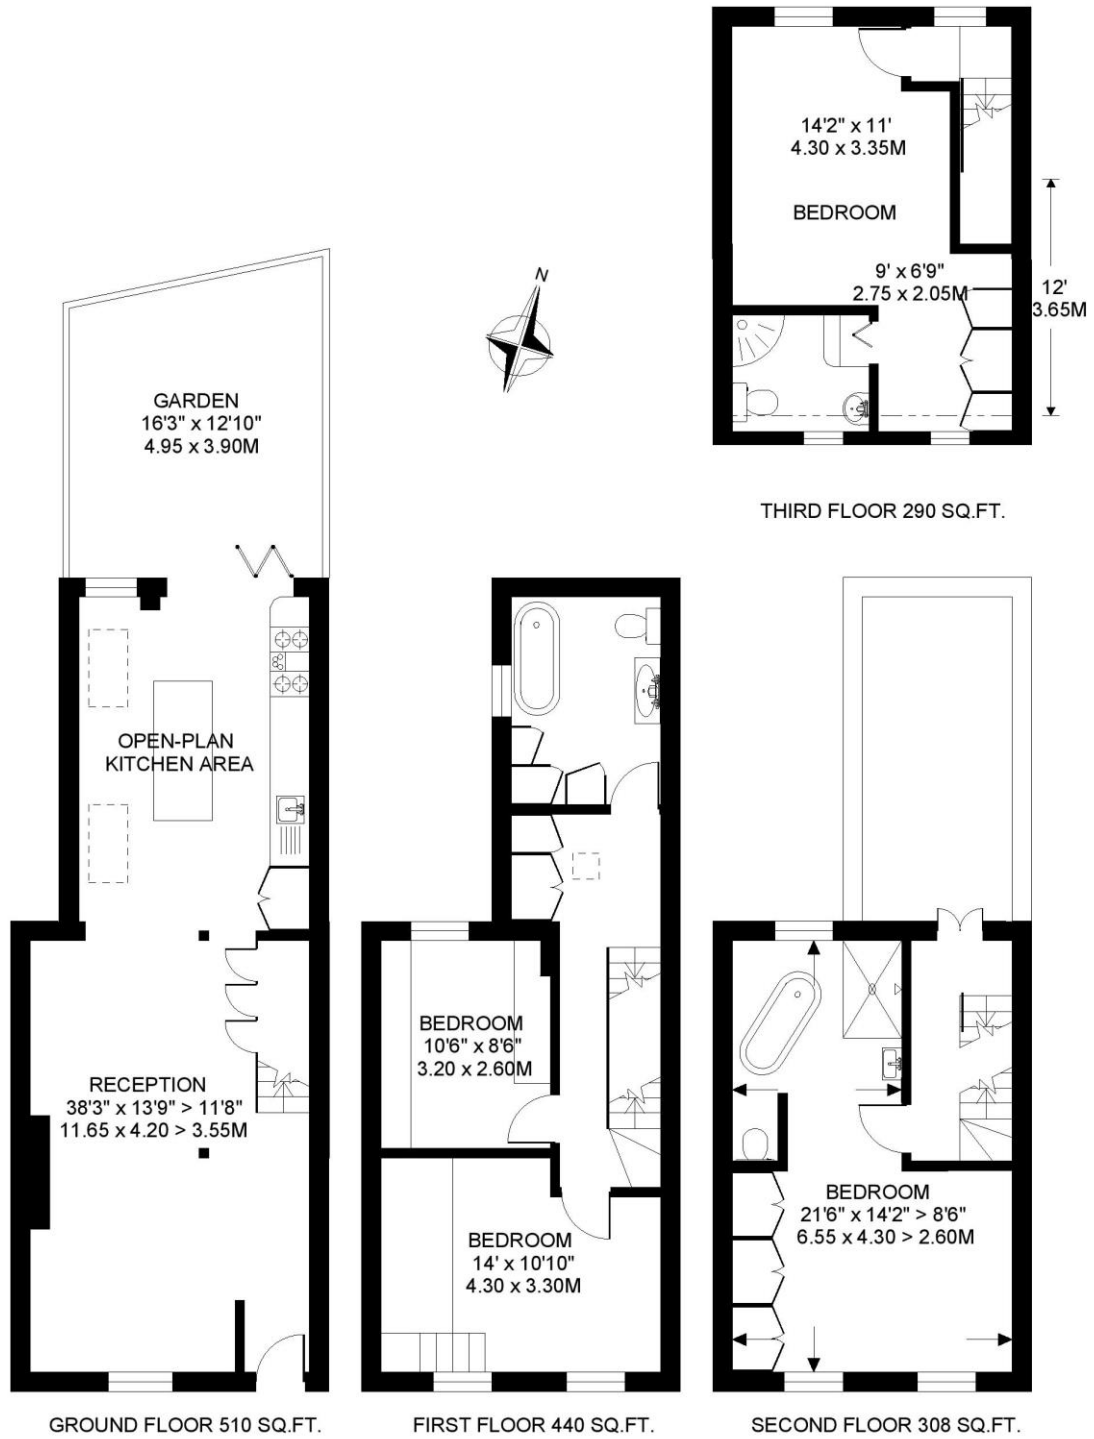 14'2" x 11'
4.30 x 3.35M
BEDROOM
9' x 6'9"
2.75 x 2.05M
12'
3.65M
THIRD FLOOR 290 SQ.FT.
N
GARDEN
16'3" x 12'10"
4.95 x 3.90M
OPEN-PLAN
KITCHEN AREA
RECEPTION
38'3" x 13'9" > 11'8"
11.65 x 4.20 > 3.55M
GROUND FLOOR 510 SQ.FT.
BEDROOM
10'6" x 8'6"
3.20 x 2.60M
BEDROOM
14' x 10'10"
4.30 x 3.30M
FIRST FLOOR 440 SQ.FT.
BEDROOM
21'6" x 14'2" > 8'6"
6.55 x 4.30 > 2.60M
SECOND FLOOR 308 SQ.FT.